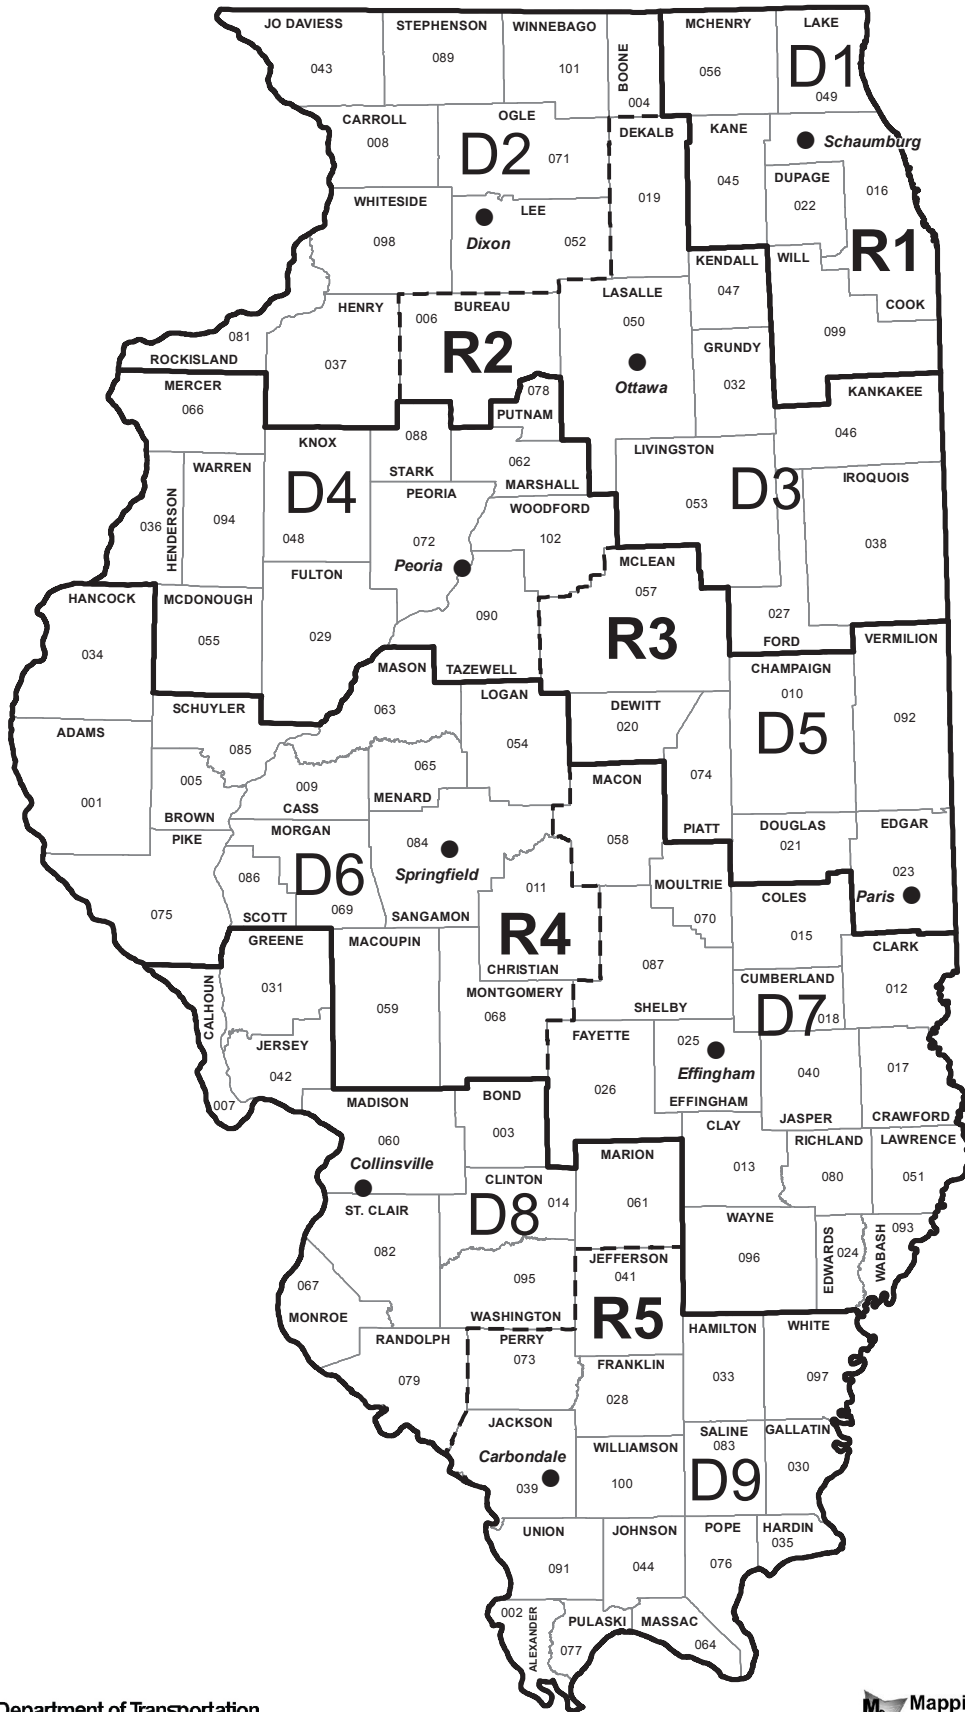 JO DAVIESS
043
STEPHENSON
089
WINNEBAGO
101
BOONE
004
MCHENRY
056
LAKE
D1
049
CARROLL
008
OGLE
D2
071
DEKALB
019
KANE
045
Schaumburg
DUPAGE
022
016
R1
COOK
WHITESIDE
098
LEE
Dixon
052
KENDALL
047
WILL
099
ROCKISLAND
081
HENRY
037
BUREAU
006
R2
LASALLE
050
Ottawa
GRUNDY
032
078
PUTNAM
KANKAKEE
046
MERCER
066
KNOX
D4
048
088
STARK
062
MARSHALL
LIVINGSTON
053
D3
IROQUOIS
038
HENDERSON
036
WARREN
094
PEORIA
072
Peoria
WOODFORD
102
FULTON
029
MCLEAN
057
R3
027
FORD
HANCOCK
034
MCDONOUGH
055
090
TAZEWELL
VERMILION
092
CHAMPAIGN
010
D5
MASON
063
LOGAN
054
DEWITT
020
SCHUYLER
085
ADAMS
001
005
BROWN
009
CASS
065
MENARD
MACON
058
074
PIATT
DOUGLAS
021
EDGAR
023
Paris
PIKE
075
MORGAN
D6
069
086
SCOTT
084
Springfield
SANGAMON
011
R4
CHRISTIAN
MOULTRIE
070
COLES
015
CLARK
012
GREENE
031
MACOUPIN
059
MONTGOMERY
068
087
SHELBY
CUMBERLAND
D7
018
CALHOUN
007
JERSEY
042
FAYETTE
026
025
Effingham
EFFINGHAM
040
JASPER
017
CRAWFORD
MADISON
060
Collinsville
BOND
003
CLAY
013
RICHLAND
080
LAWRENCE
051
MARION
061
CLINTON
D8
014
ST. CLAIR
082
WAYNE
096
EDWARDS
024
WABASH
093
067
MONROE
095
WASHINGTON
JEFFERSON
041
R5
RANDOLPH
079
PERRY
073
FRANKLIN
028
HAMILTON
033
WHITE
097
JACKSON
Carbondale
039
WILLIAMSON
100
SALINE
083
D9
GALLATIN
030
UNION
091
JOHNSON
044
POPE
076
HARDIN
035
002
ALEXANDER
PULASKI
077
MASSAC
064
Department of Transportation
Mappi